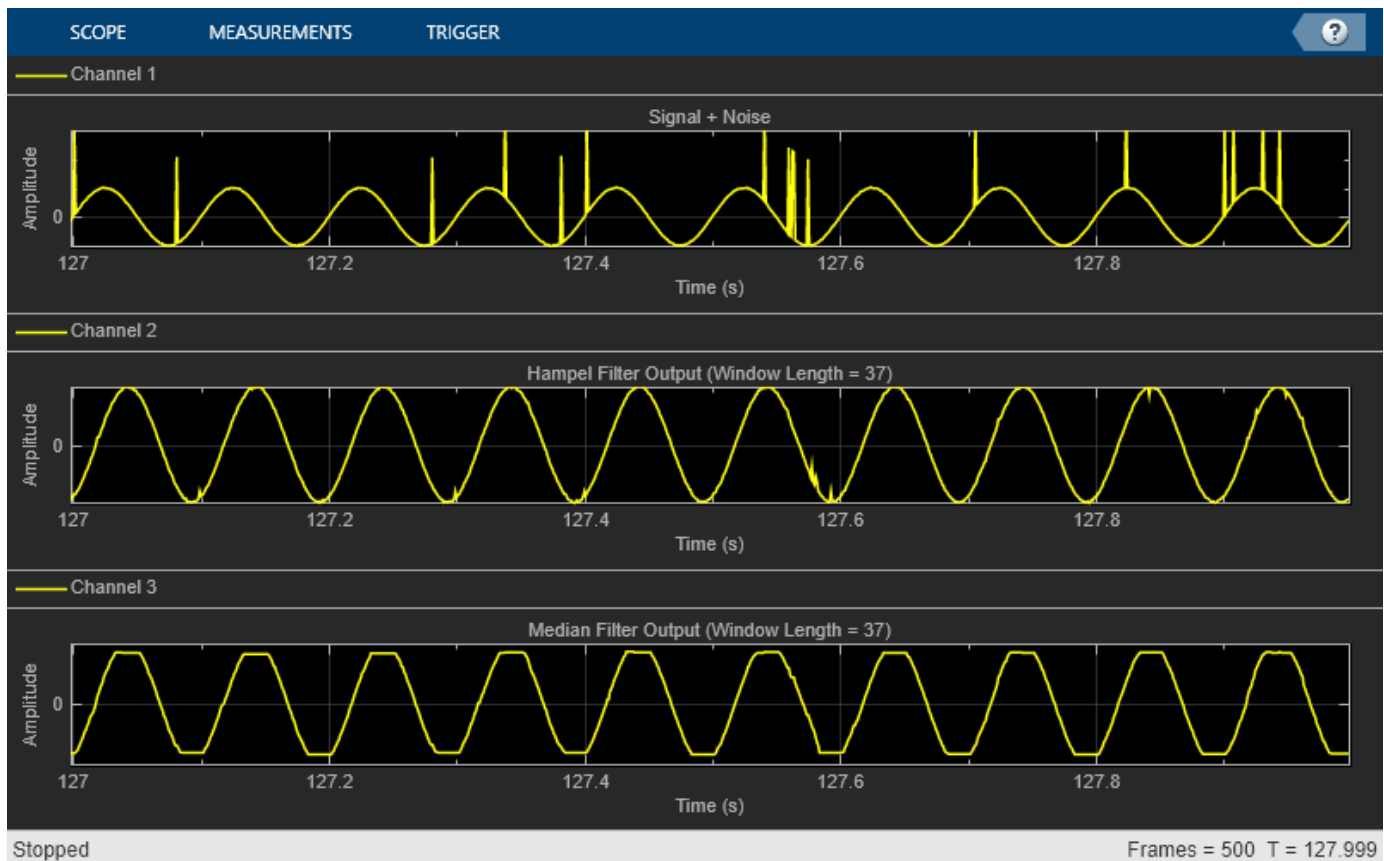 SCOPE MEASUREMENTS TRIGGER ?
Channel 1
Signal + Noise
Amplitude
0
127 127.2 127.4 127.6 127.8
Time (s)
Channel 2
Hampel Filter Output (Window Length = 37)
Amplitude
0
127 127.2 127.4 127.6 127.8
Time (s)
Channel 3
Median Filter Output (Window Length = 37)
Amplitude
0
127 127.2 127.4 127.6 127.8
Time (s)
Stopped Frames = 500 T = 127.999